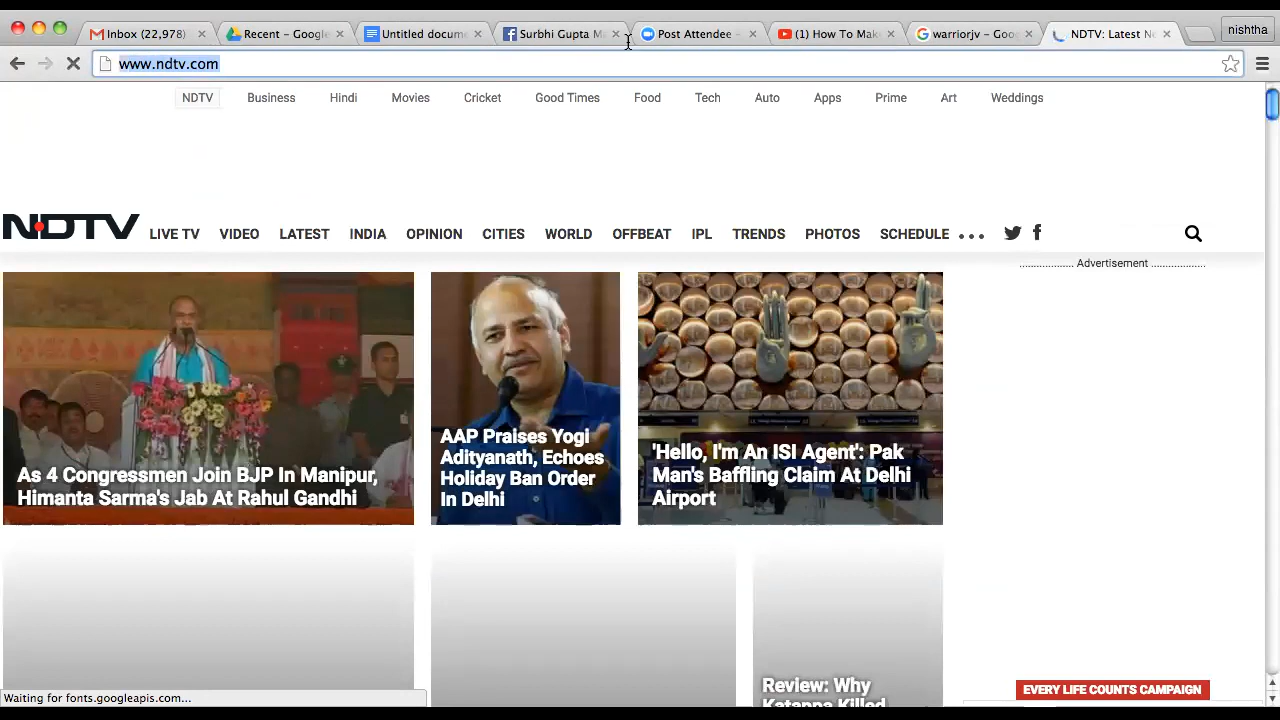 Inbox (22,978)
Recent – Google
Untitled docume
Surbhi Gupta Ma
Post Attendee -
(1) How To Make
warriorjv – Goo
NDTV: Latest Ne
nishtha
www.ndtv.com
NDTV Business Hindi Movies Cricket Good Times Food Tech Auto Apps Prime Art Weddings
NDTV LIVE TV VIDEO LATEST INDIA OPINION CITIES WORLD OFFBEAT IPL TRENDS PHOTOS SCHEDULE
Advertisement
As 4 Congressmen Join BJP In Manipur,
Himanta Sarma's Jab At Rahul Gandhi
AAP Praises Yogi
Adityanath, Echoes
Holiday Ban Order
In Delhi
'Hello, I'm An ISI Agent': Pak
Man's Baffling Claim At Delhi
Airport
Review: Why
Katappa Killed
EVERY LIFE COUNTS CAMPAIGN
Waiting for fonts.googleapis.com...